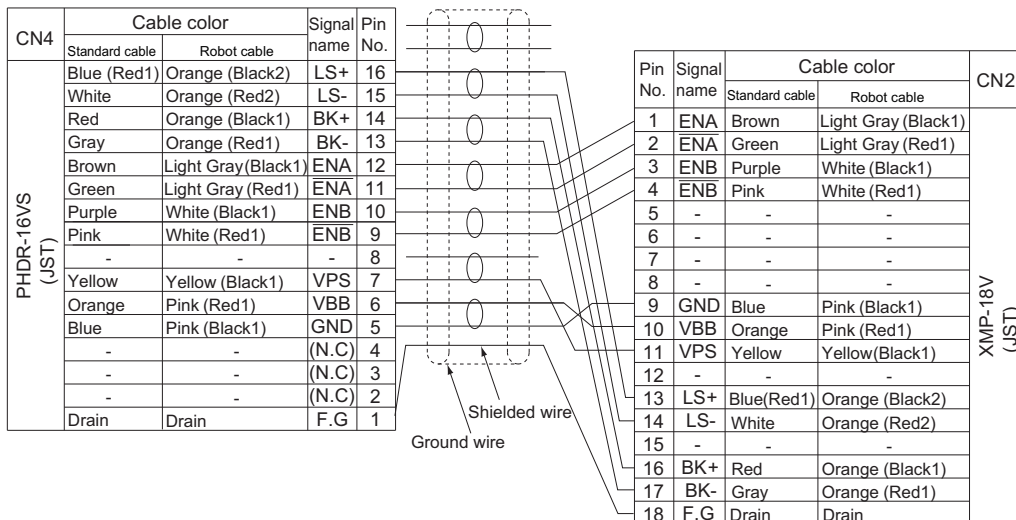 CN4 Cable color Signal name Pin No.
Standard cable Robot cable
PHDR-16VS (JST)
Blue (Red1) Orange (Black2) LS+ 16
White Orange (Red2) LS- 15
Red Orange (Black1) BK+ 14
Gray Orange (Red1) BK- 13
Brown Light Gray(Black1) ENA 12
Green Light Gray (Red1) E̅N̅A̅ 11
Purple White (Black1) ENB 10
Pink White (Red1) E̅N̅B̅ 9
- - - 8
Yellow Yellow (Black1) VPS 7
Orange Pink (Red1) VBB 6
Blue Pink (Black1) GND 5
- - (N.C) 4
- - (N.C) 3
- - (N.C) 2
Drain Drain F.G 1
Shielded wire
Ground wire
Pin No. Signal name Cable color CN2
Standard cable Robot cable
1 ENA Brown Light Gray (Black1)
2 E̅N̅A̅ Green Light Gray (Red1)
3 ENB Purple White (Black1)
4 E̅N̅B̅ Pink White (Red1)
5 - - -
6 - - -
7 - - -
8 - - -
9 GND Blue Pink (Black1)
10 VBB Orange Pink (Red1)
11 VPS Yellow Yellow(Black1)
12 - - -
13 LS+ Blue(Red1) Orange (Black2)
14 LS- White Orange (Red2)
15 - - -
16 BK+ Red Orange (Black1)
17 BK- Gray Orange (Red1)
18 F.G Drain Drain
XMP-18V (JST)